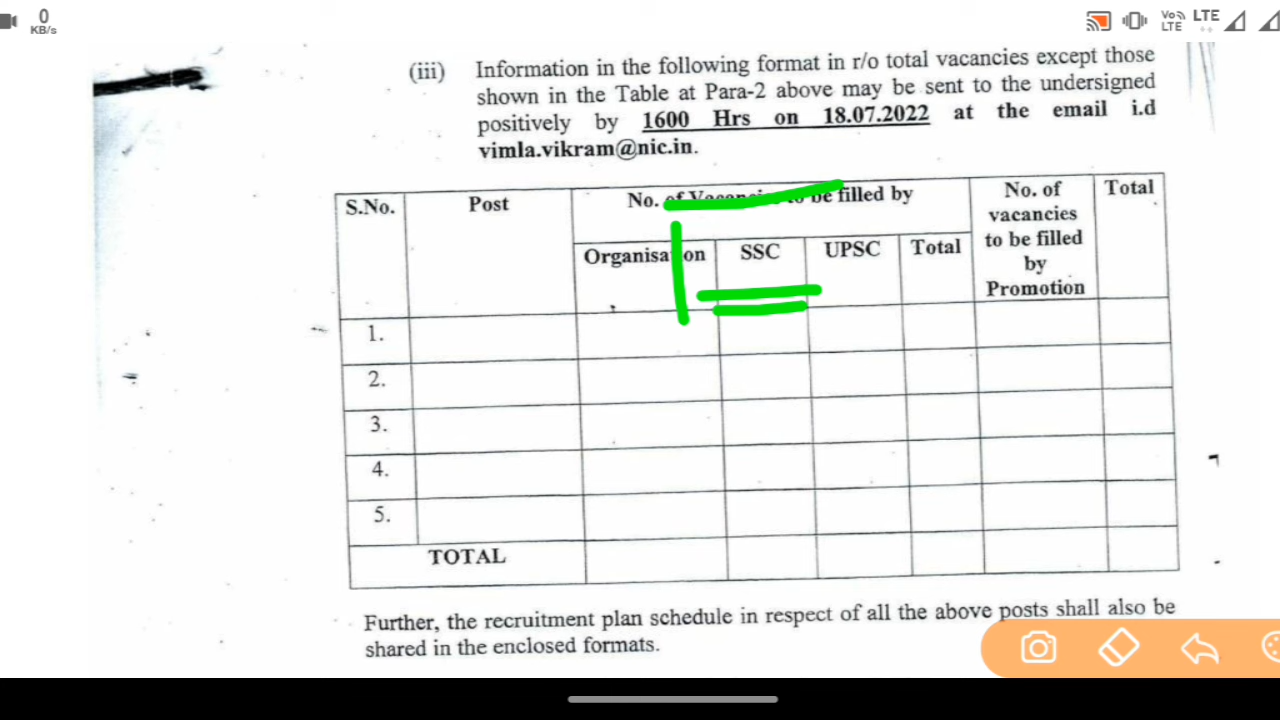 0
KB/s
Vo
LTE
LTE
(iii) Information in the following format in r/o total vacancies except those
shown in the Table at Para-2 above may be sent to the undersigned
positively by 1600 Hrs on 18.07.2022 at the email i.d
vimla.vikram@nic.in.
S.No. Post No. of Vacancies to be filled by No. of vacancies to be filled by Promotion Total
Organisation SSC UPSC Total
1.
2.
3.
4.
5.
TOTAL
Further, the recruitment plan schedule in respect of all the above posts shall also be
shared in the enclosed formats.